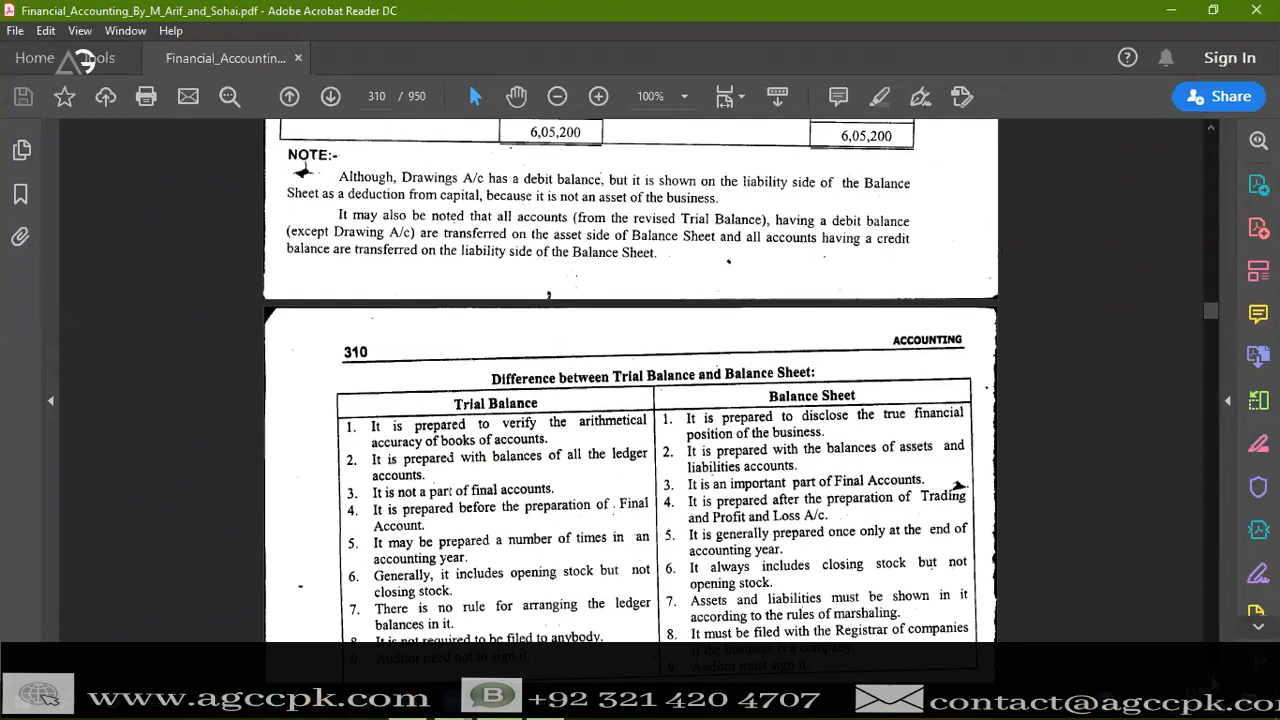 Financial_Accounting_By_M_Arif_and_Sohai.pdf - Adobe Acrobat Reader DC
File Edit View Window Help
Home Tools Financial_Accountin...
Sign In
310 / 950
100%
Share
6,05,200 6,05,200
NOTE:-
Although, Drawings A/c has a debit balance, but it is shown on the liability side of the Balance
Sheet as a deduction from capital, because it is not an asset of the business.
It may also be noted that all accounts (from the revised Trial Balance), having a debit balance
(except Drawing A/c) are transferred on the asset side of Balance Sheet and all accounts having a credit
balance are transferred on the liability side of the Balance Sheet.
310 ACCOUNTING
Difference between Trial Balance and Balance Sheet:
Trial Balance
1. It is prepared to verify the arithmetical
accuracy of books of accounts.
2. It is prepared with balances of all the ledger
accounts.
3. It is not a part of final accounts.
4. It is prepared before the preparation of Final
Account.
5. It may be prepared a number of times in an
accounting year.
6. Generally, it includes opening stock but not
closing stock.
7. There is no rule for arranging the ledger
balances in it.
8. It is not required to be filed to anybody.
9. Auditor need not to sign it.
Balance Sheet
1. It is prepared to disclose the true financial
position of the business.
2. It is prepared with the balances of assets and
liabilities accounts.
3. It is an important part of Final Accounts.
4. It is prepared after the preparation of Trading
and Profit and Loss A/c.
5. It is generally prepared once only at the end of
accounting year.
6. It always includes closing stock but not
opening stock.
7. Assets and liabilities must be shown in it
according to the rules of marshaling.
8. It must be filed with the Registrar of companies
if the business is a company
9. Auditor must sign it.
www.agccpk.com
B +92 321 420 4707
contact@agccpk.co